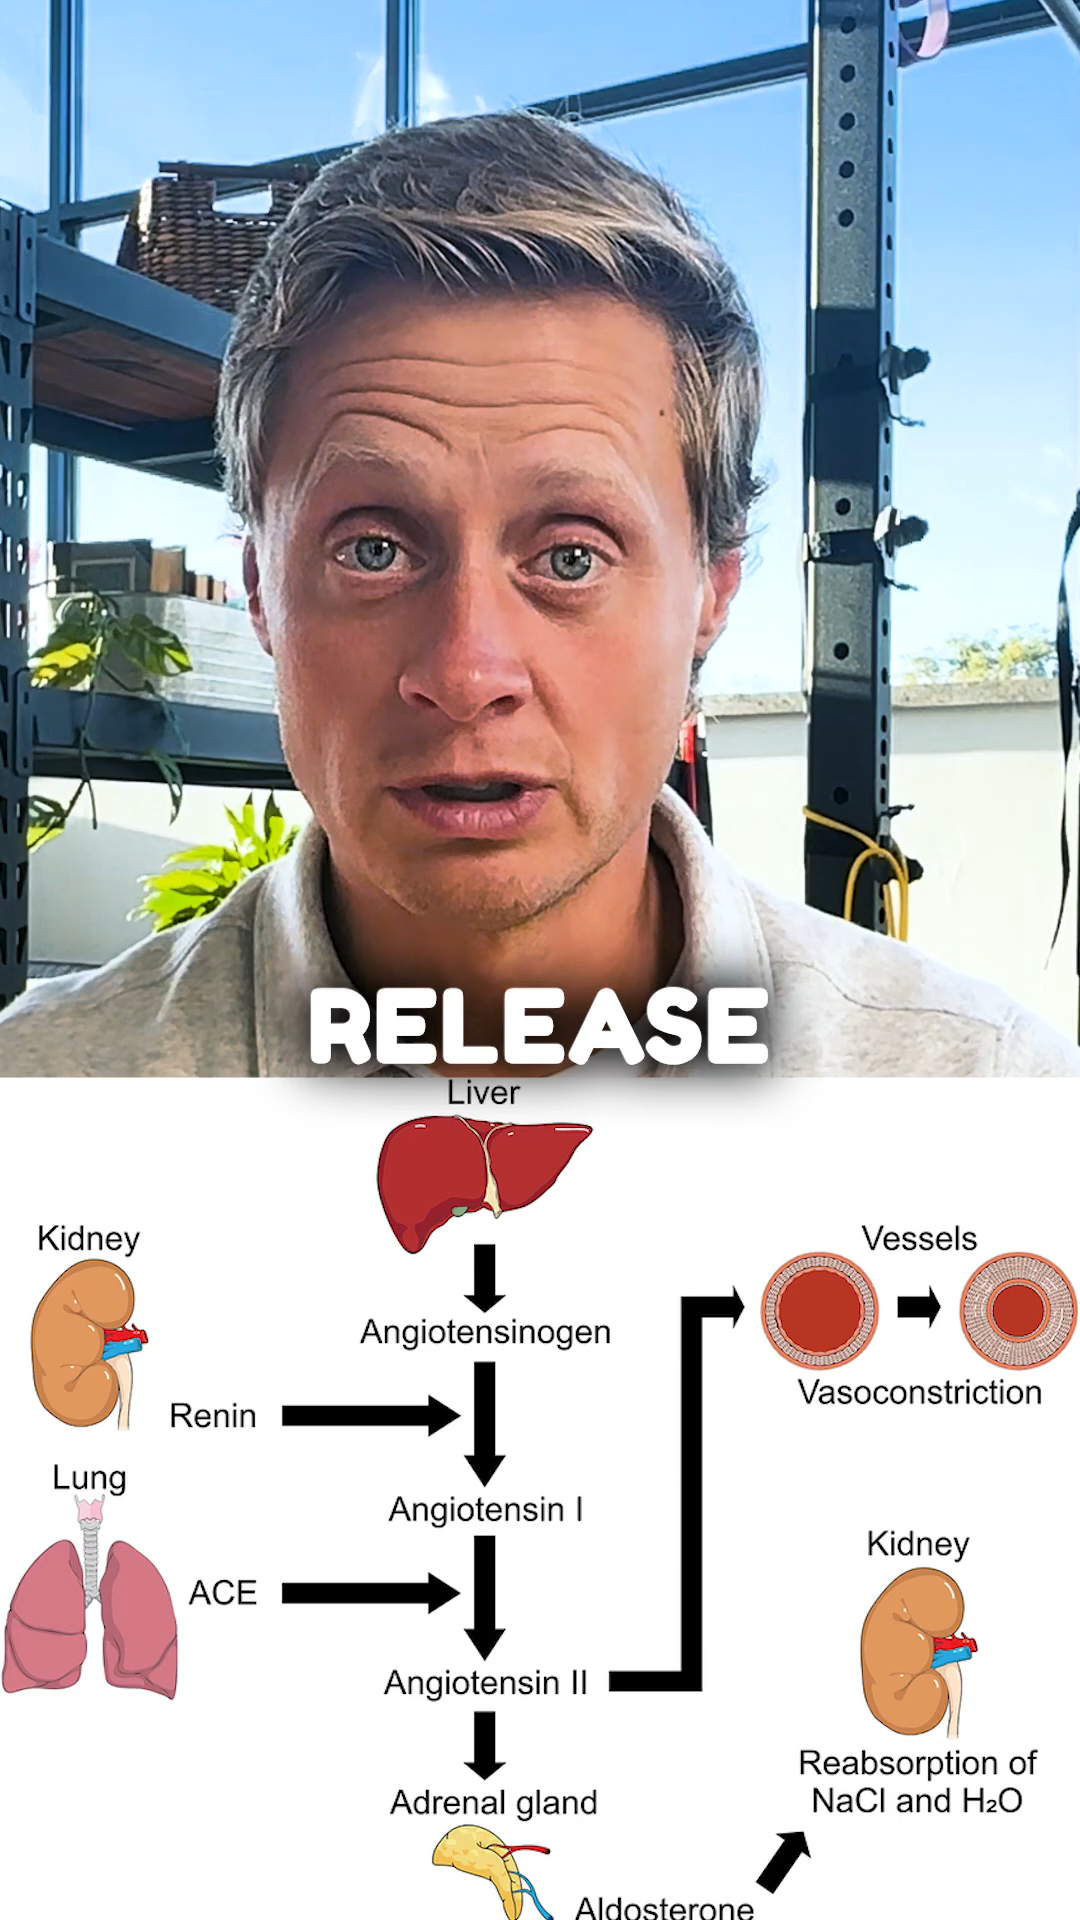 RELEASE
Liver
Kidney
Vessels
Angiotensinogen
Vasoconstriction
Renin
Lung
Angiotensin I
Kidney
ACE
Angiotensin II
Reabsorption of
NaCl and H₂O
Adrenal gland
Aldosterone